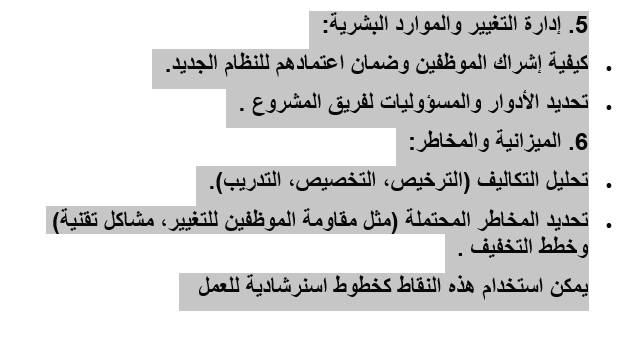 5. إدارة التغيير والموارد البشرية:
• كيفية إشراك الموظفين وضمان اعتمادهم للنظام الجديد.
• تحديد الأدوار والمسؤوليات لفريق المشروع .
6. الميزانية والمخاطر:
• تحليل التكاليف (الترخيص، التخصيص، التدريب).
• تحديد المخاطر المحتملة (مثل مقاومة الموظفين للتغيير، مشاكل تقنية)
وخطط التخفيف .
يمكن استخدام هذه النقاط كخطوط اسنرشادية للعمل